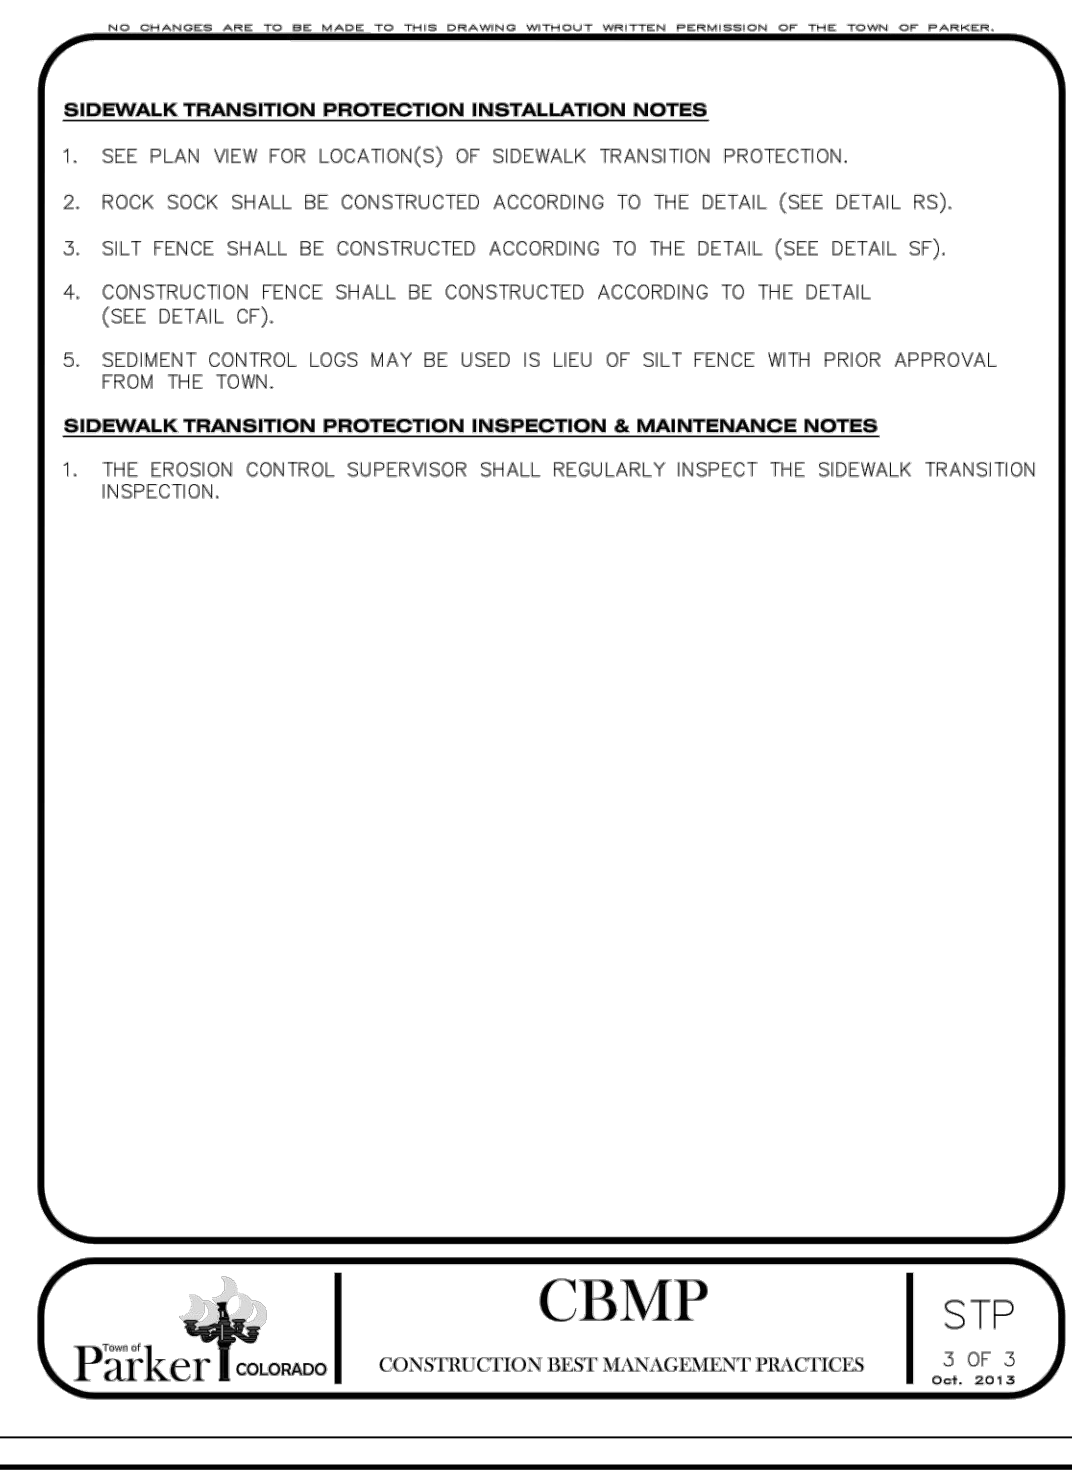 NO CHANGES ARE TO BE MADE TO THIS DRAWING WITHOUT WRITTEN PERMISSION OF THE TOWN OF PARKER.
SIDEWALK TRANSITION PROTECTION INSTALLATION NOTES
1. SEE PLAN VIEW FOR LOCATION(S) OF SIDEWALK TRANSITION PROTECTION.
2. ROCK SOCK SHALL BE CONSTRUCTED ACCORDING TO THE DETAIL (SEE DETAIL RS).
3. SILT FENCE SHALL BE CONSTRUCTED ACCORDING TO THE DETAIL (SEE DETAIL SF).
4. CONSTRUCTION FENCE SHALL BE CONSTRUCTED ACCORDING TO THE DETAIL
(SEE DETAIL CF).
5. SEDIMENT CONTROL LOGS MAY BE USED IS LIEU OF SILT FENCE WITH PRIOR APPROVAL
FROM THE TOWN.
SIDEWALK TRANSITION PROTECTION INSPECTION & MAINTENANCE NOTES
1. THE EROSION CONTROL SUPERVISOR SHALL REGULARLY INSPECT THE SIDEWALK TRANSITION
INSPECTION.
Town of
Parker COLORADO
CBMP
CONSTRUCTION BEST MANAGEMENT PRACTICES
STP
3 OF 3
Oct. 2013